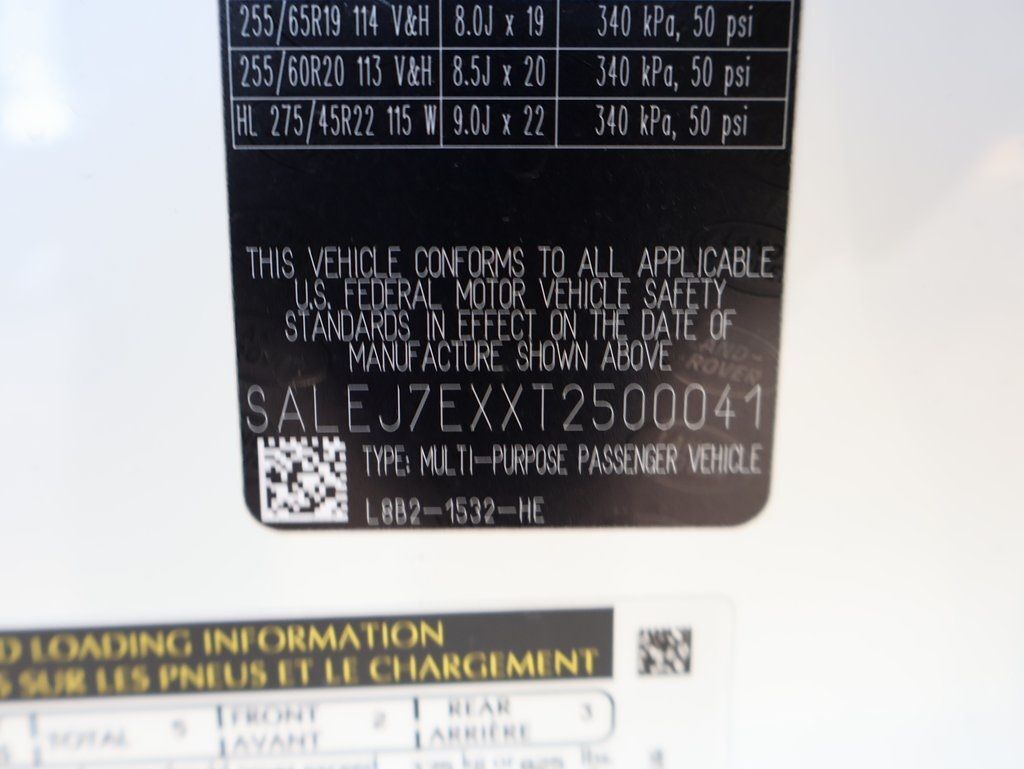 255/65R19 114 V&H 8.0J x 19 340 kPa, 50 psi
255/60R20 113 V&H 8.5J x 20 340 kPa, 50 psi
HL 275/45R22 115 W 9.0J x 22 340 kPa, 50 psi
THIS VEHICLE CONFORMS TO ALL APPLICABLE
U.S. FEDERAL MOTOR VEHICLE SAFETY
STANDARDS IN EFFECT ON THE DATE OF
MANUFACTURE SHOWN ABOVE
SALEJ7EXXT2500041
TYPE: MULTI-PURPOSE PASSENGER VEHICLE
L8B2-1532-HE
LOADING INFORMATION
SUR LES PNEUS ET LE CHARGEMENT
TOTAL 5 FRONT 2 REAR 3
AVANT ARRIÈRE